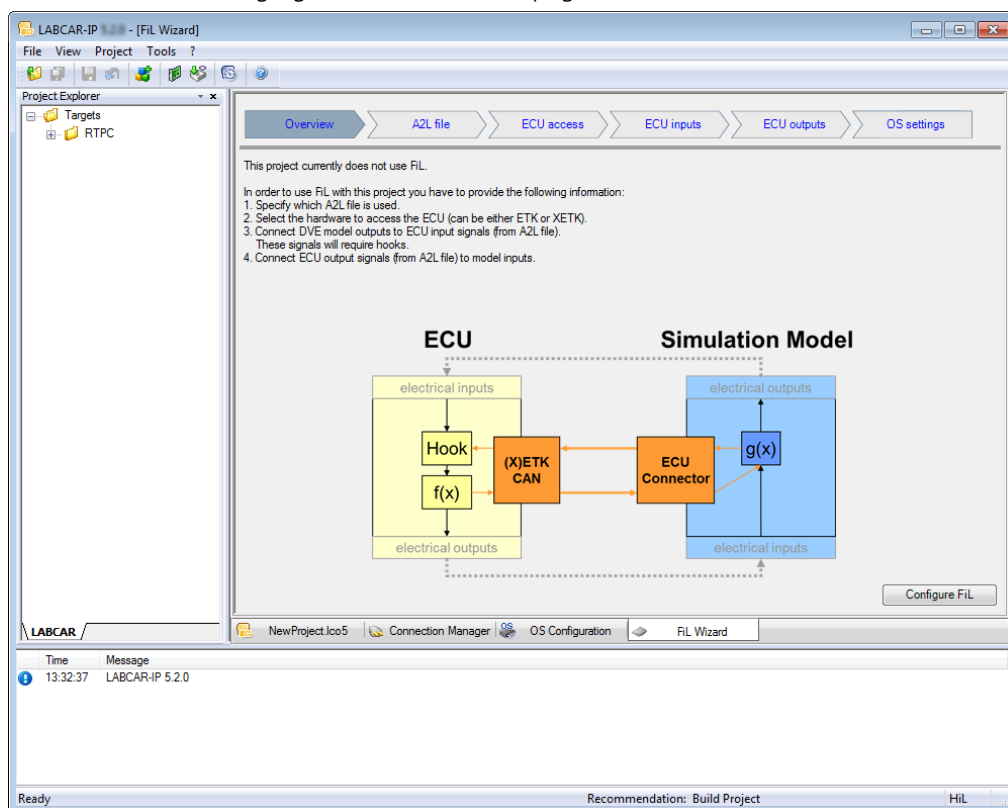 LABCAR-IP - [FiL Wizard]
File View Project Tools ?
Project Explorer
Targets
RTPC
Overview A2L file ECU access ECU inputs ECU outputs OS settings
This project currently does not use FiL.
In order to use FiL with this project you have to provide the following information:
1. Specify which A2L file is used.
2. Select the hardware to access the ECU (can be either ETK or XETK).
3. Connect DVE model outputs to ECU input signals (from A2L file).
These signals will require hooks.
4. Connect ECU output signals (from A2L file) to model inputs.
ECU Simulation Model
electrical inputs electrical outputs
Hook
(X)ETK
CAN
ECU
Connector
g(x)
f(x)
electrical outputs electrical inputs
Configure FiL
LABCAR
NewProject.lco5 Connection Manager OS Configuration FiL Wizard
Time Message
13:32:37 LABCAR-IP 5.2.0
Ready Recommendation: Build Project HiL